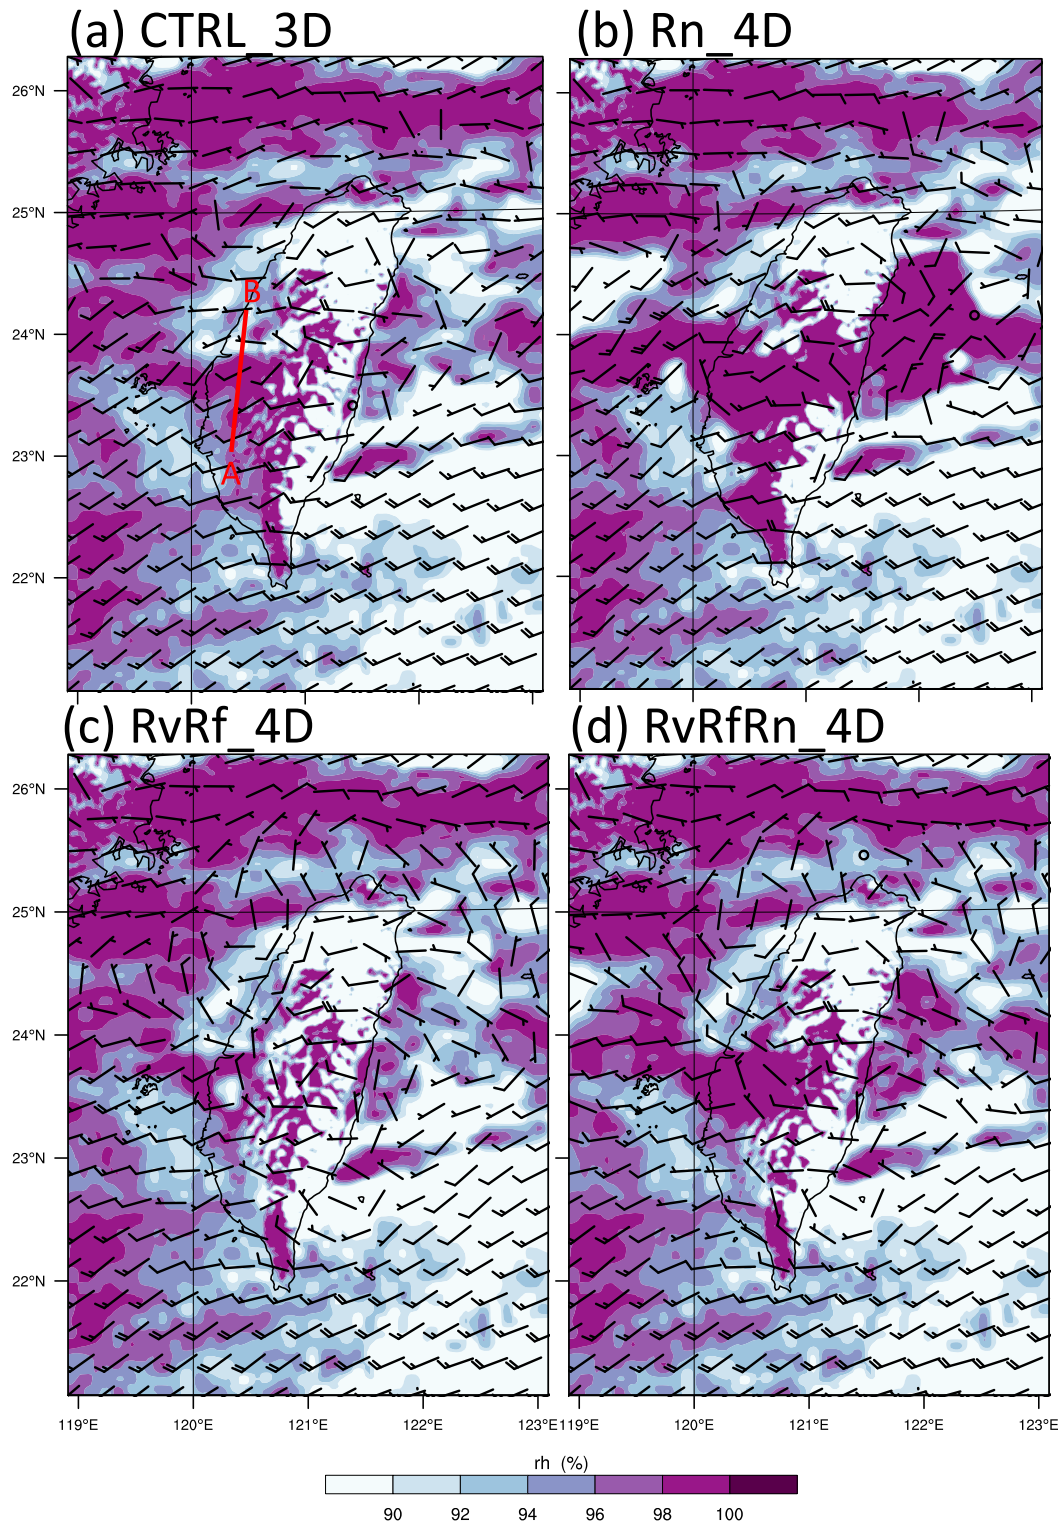 (a) CTRL_3D (b) Rn_4D
26°N
25°N
B
24°N
23°N
A
22°N
(c) RvRf_4D (d) RvRfRn_4D
26°N
25°N
24°N
23°N
22°N
119°E 120°E 121°E 122°E 123°E 119°E 120°E 121°E 122°E 123°E
rh (%)
90 92 94 96 98 100